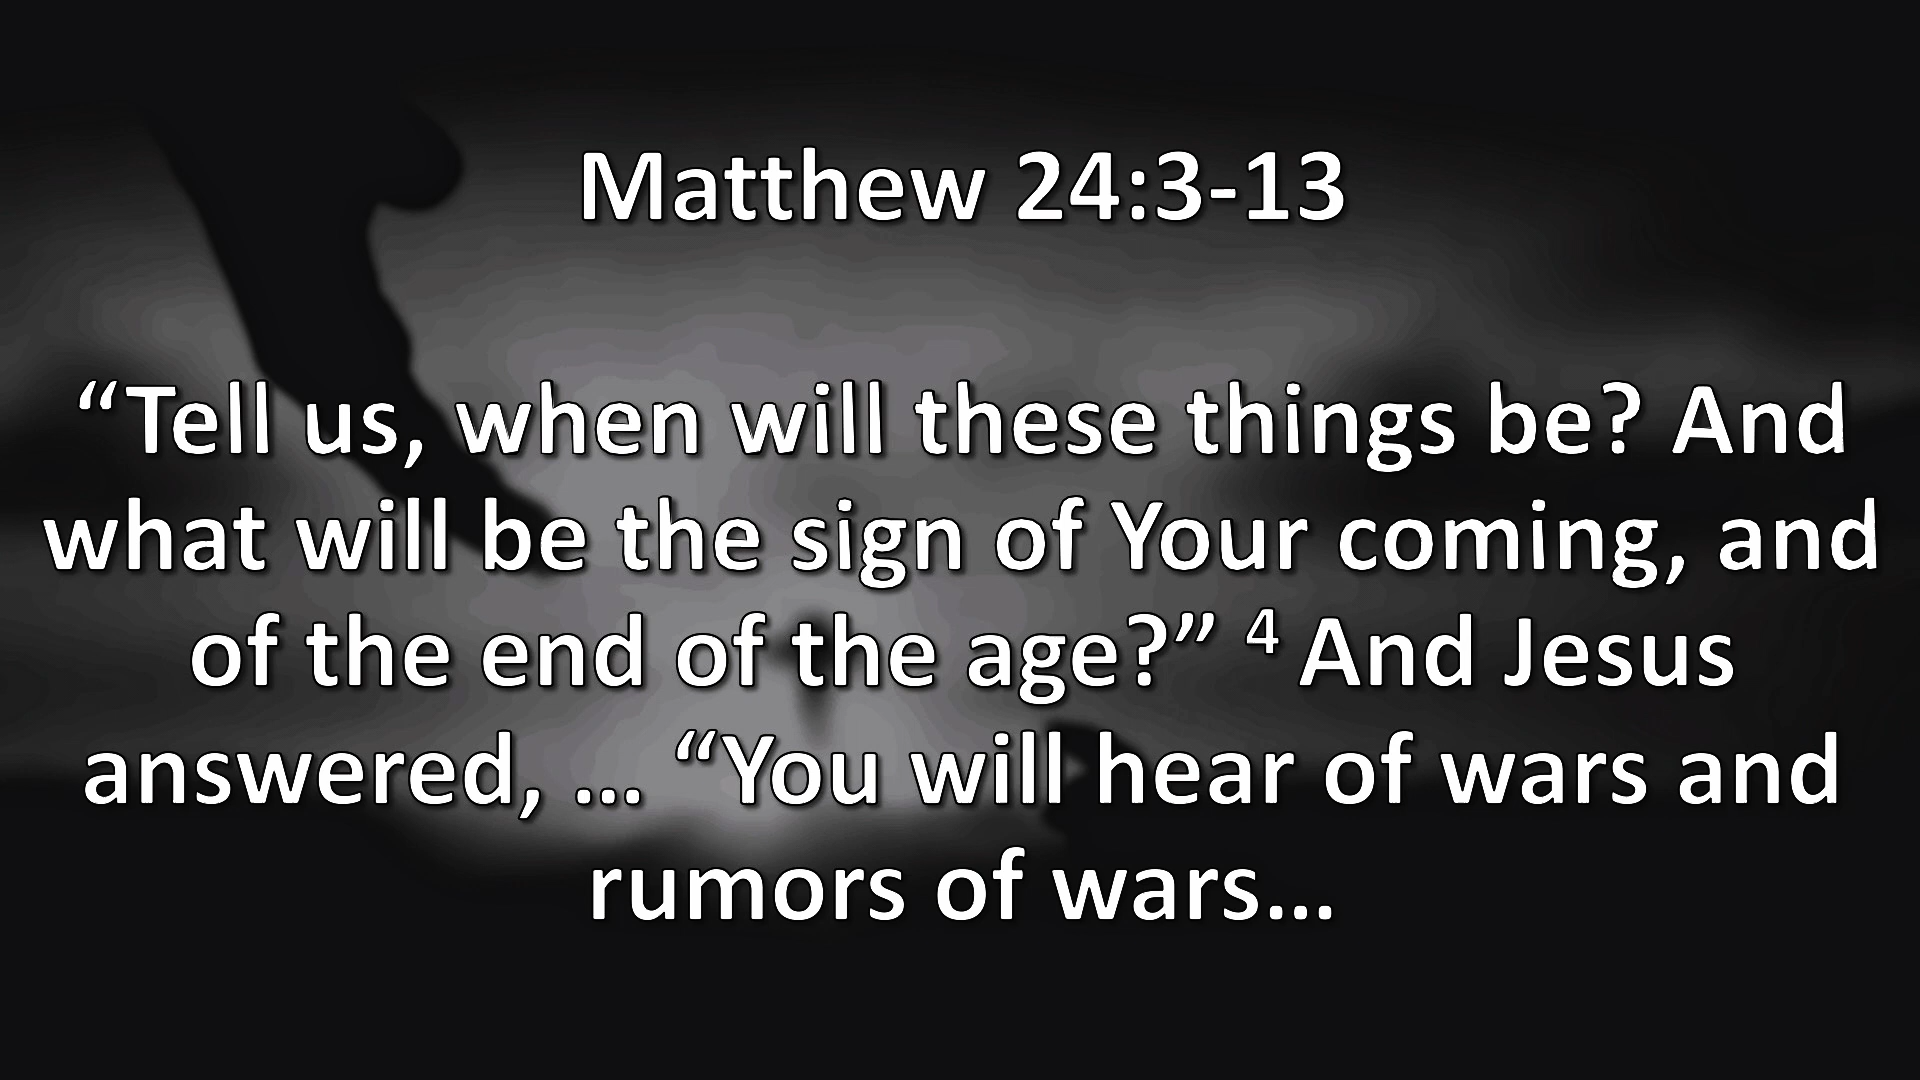 Matthew 24:3-13
“Tell us, when will these things be? And
what will be the sign of Your coming, and
of the end of the age?” 4 And Jesus
answered, … “You will hear of wars and
rumors of wars…